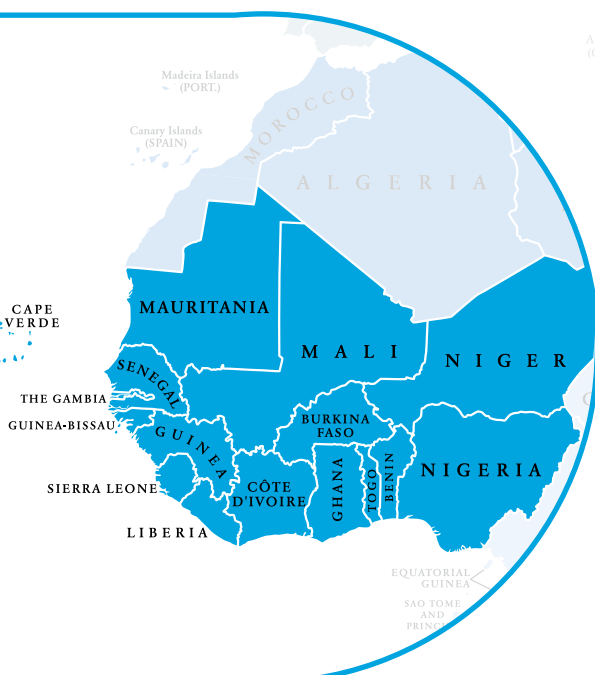 Madeira Islands
(PORT.)
Canary Islands
(SPAIN)
MOROCCO
ALGERIA
CAPE
VERDE
MAURITANIA
MALI
NIGER
SENEGAL
THE GAMBIA
GUINEA-BISSAU
GUINEA
BURKINA
FASO
SIERRA LEONE
CÔTE
D'IVOIRE
GHANA
TOGO
BENIN
NIGERIA
LIBERIA
EQUATORIAL
GUINEA
SAO TOME
AND